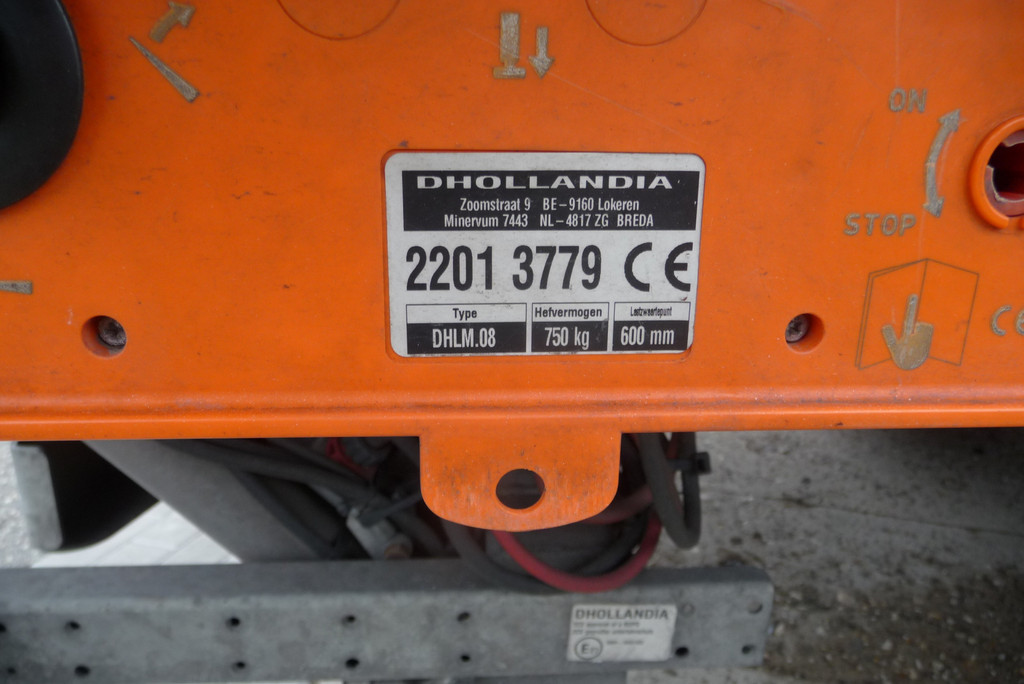 ON
STOP
DHOLLANDIA
Zoomstraat 9 BE-9160 Lokeren
Minervum 7443 NL-4817 ZG BREDA
2201 3779 CE
Type Hefvermogen Lastzwaartepunt
DHLM.08 750 kg 600 mm
CE
DHOLLANDIA